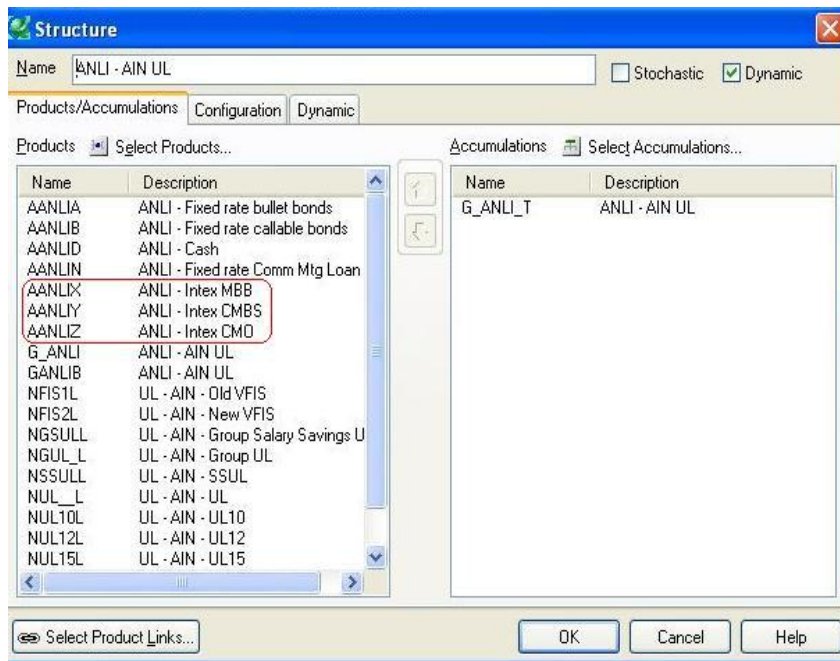 Structure
Name ANLI - AIN UL Stochastic Dynamic
Products/Accumulations Configuration Dynamic
Products Select Products...
Name Description
AANLIA ANLI - Fixed rate bullet bonds
AANLIB ANLI - Fixed rate callable bonds
AANLID ANLI - Cash
AANLIN ANLI - Fixed rate Comm Mtg Loan
AANLIX ANLI - Intex MBB
AANLIY ANLI - Intex CMBS
AANLIZ ANLI - Intex CMO
G_ANLI ANLI - AIN UL
GANLIB ANLI - AIN UL
NFIS1L UL - AIN - Old VFIS
NFIS2L UL - AIN - New VFIS
NGSULL UL - AIN - Group Salary Savings U
NGUL_L UL - AIN - Group UL
NSSULL UL - AIN - SSUL
NUL__L UL - AIN - UL
NUL10L UL - AIN - UL10
NUL12L UL - AIN - UL12
NUL15L UL - AIN - UL15
Accumulations Select Accumulations...
Name Description
G_ANLI_T ANLI - AIN UL
Select Product Links... OK Cancel Help